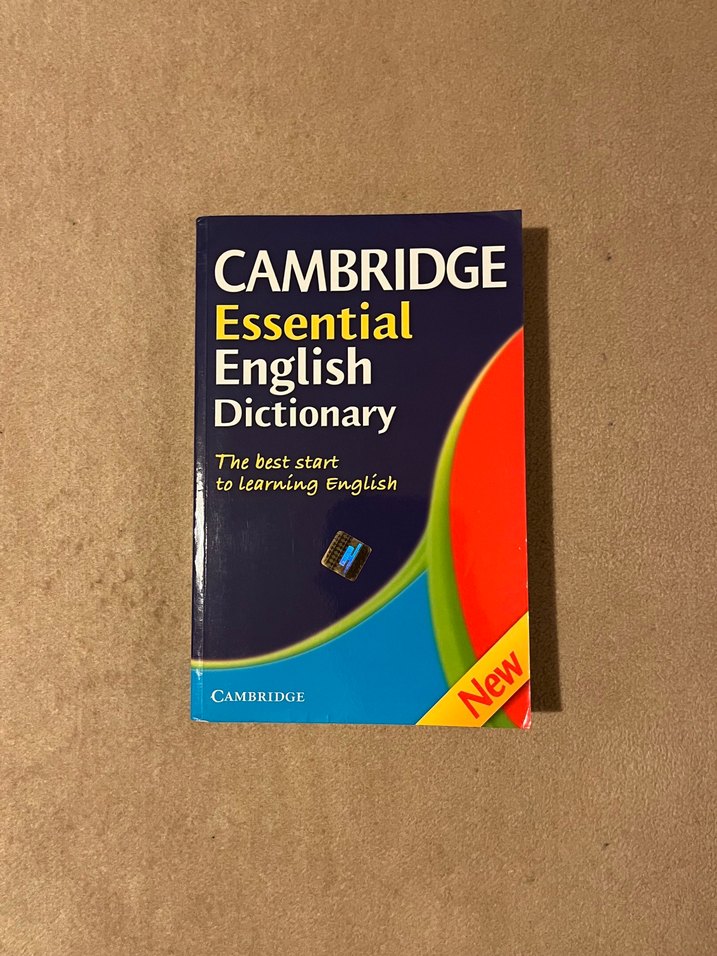 CAMBRIDGE
Essential
English
Dictionary
The best start
to learning English
CAMBRIDGE
New